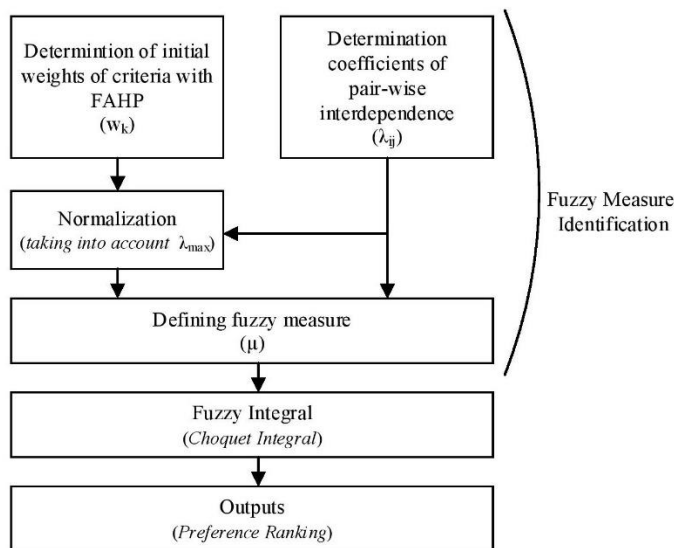 Determintion of initial
weights of criteria with
FAHP
(wk)
Determination
coefficients of
pair-wise
interdependence
(λij)
Normalization
(taking into account λmax)
Fuzzy Measure
Identification
Defining fuzzy measure
(μ)
Fuzzy Integral
(Choquet Integral)
Outputs
(Preference Ranking)